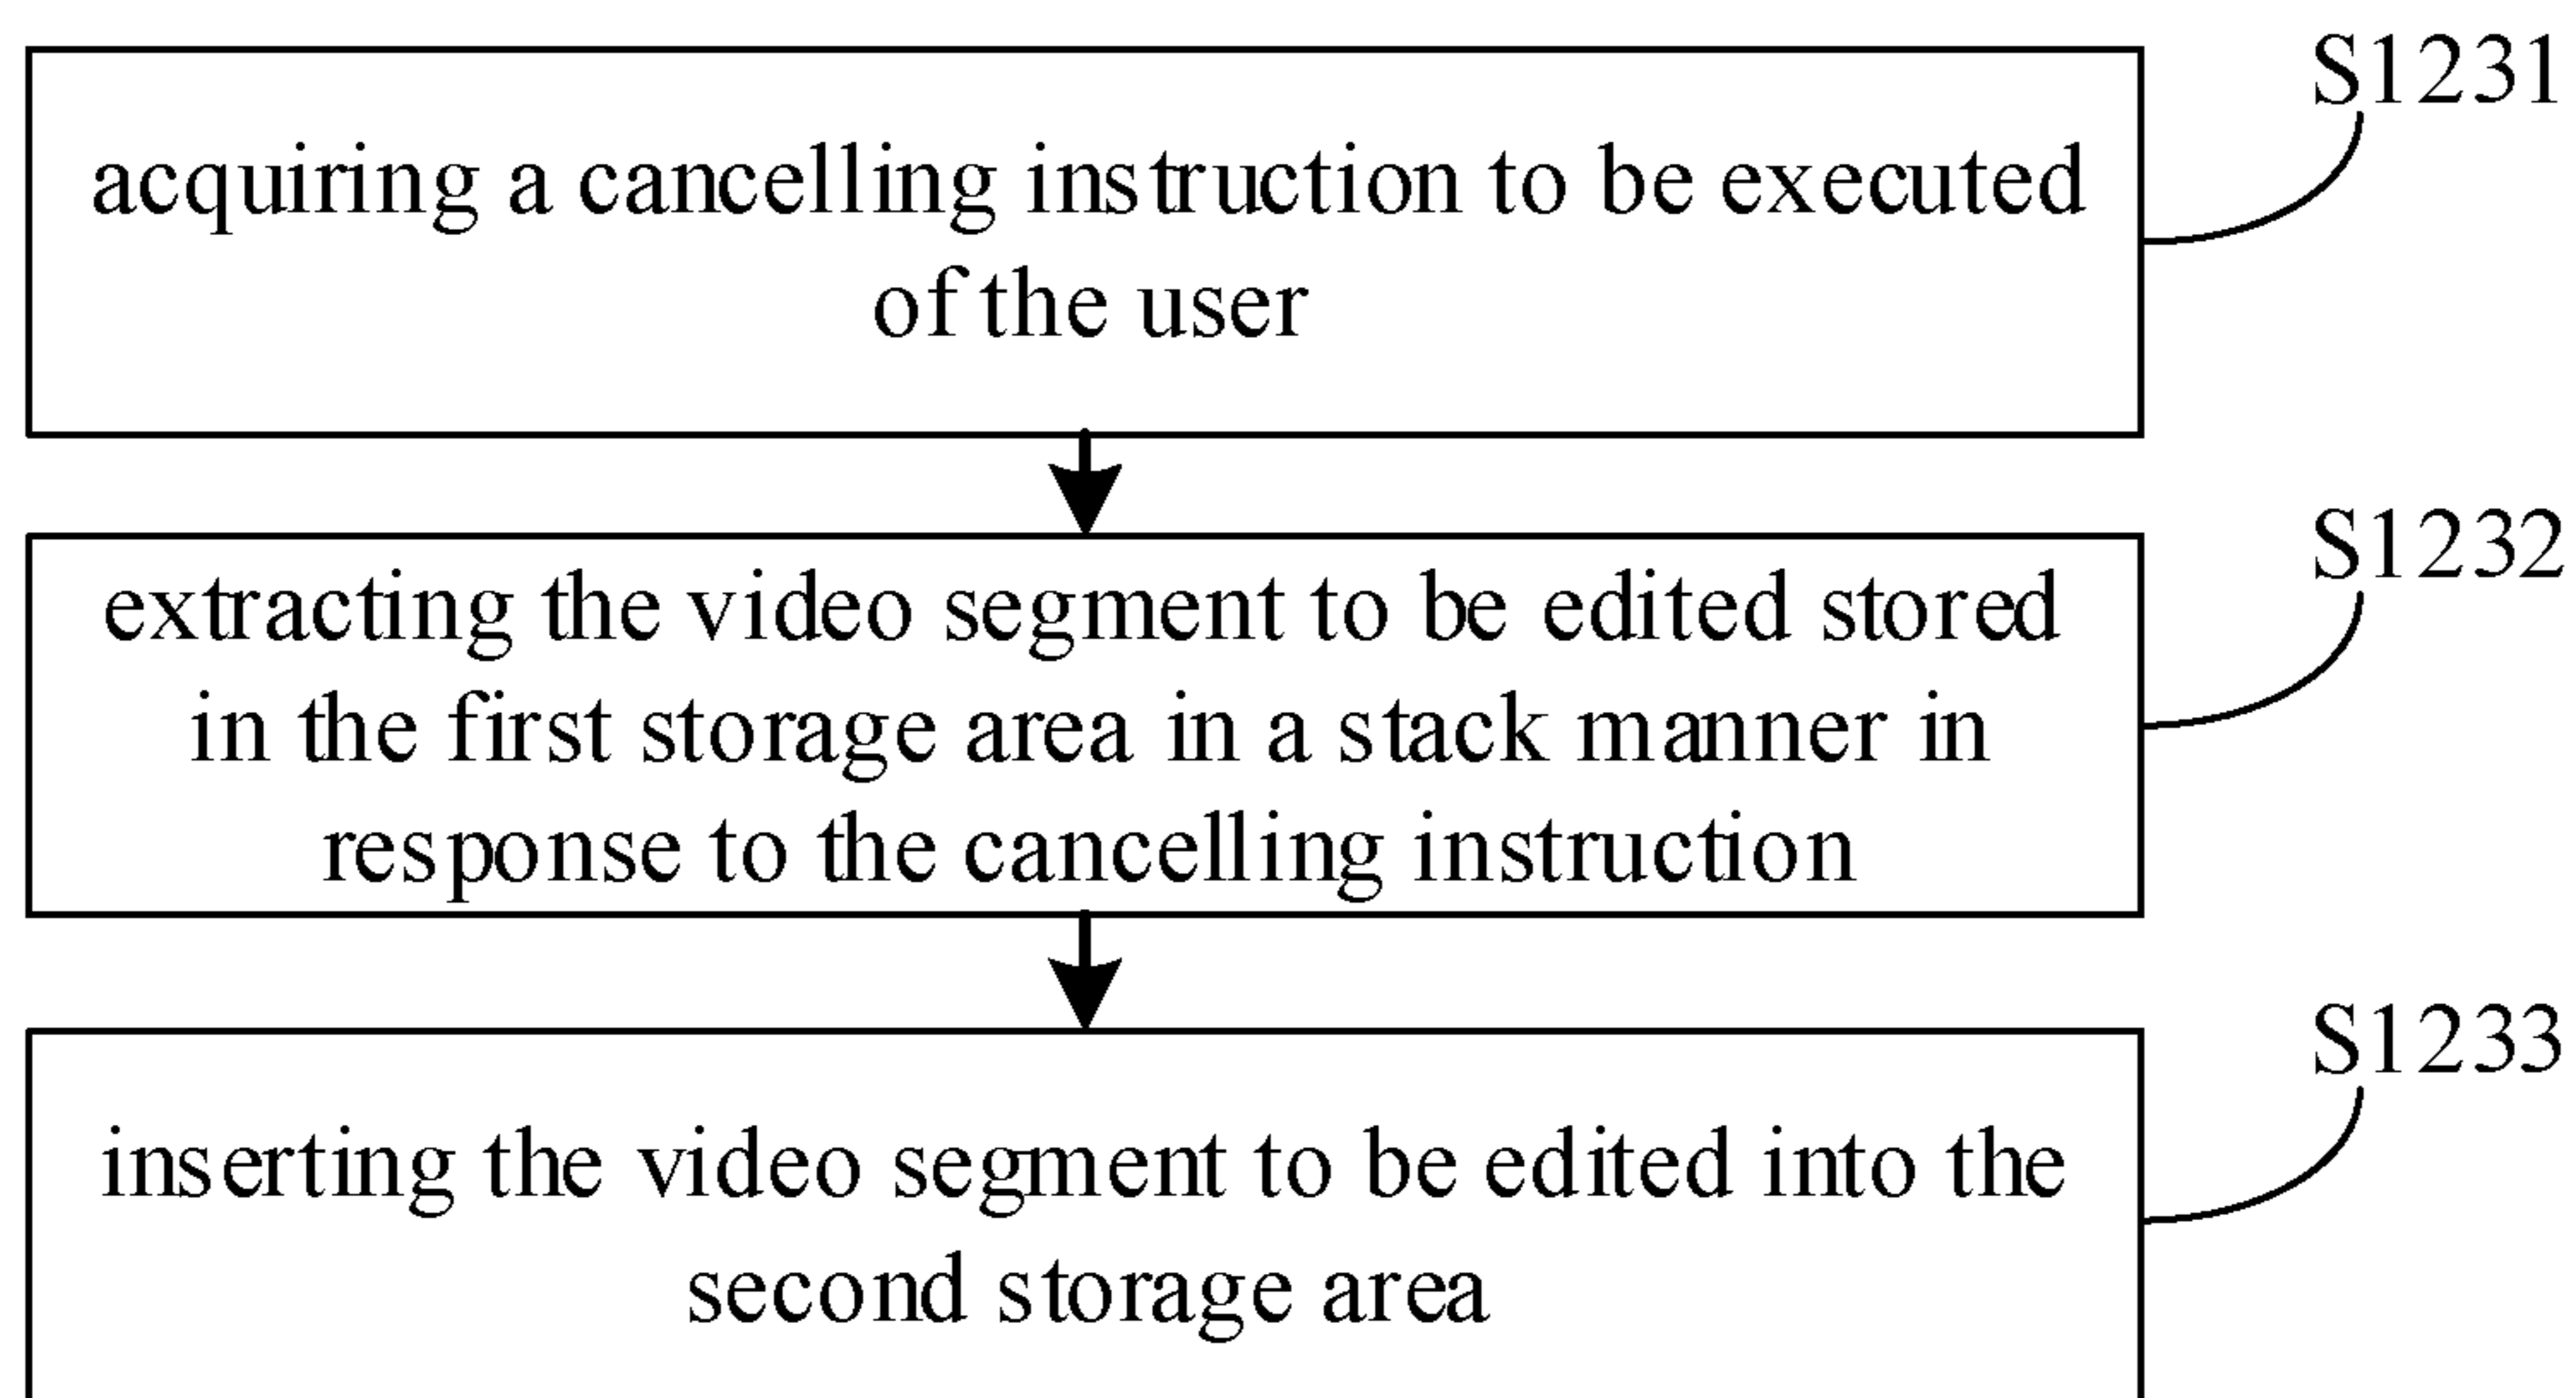 S1231
acquiring a cancelling instruction to be executed
of the user
S1232
extracting the video segment to be edited stored
in the first storage area in a stack manner in
response to the cancelling instruction
S1233
inserting the video segment to be edited into the
second storage area